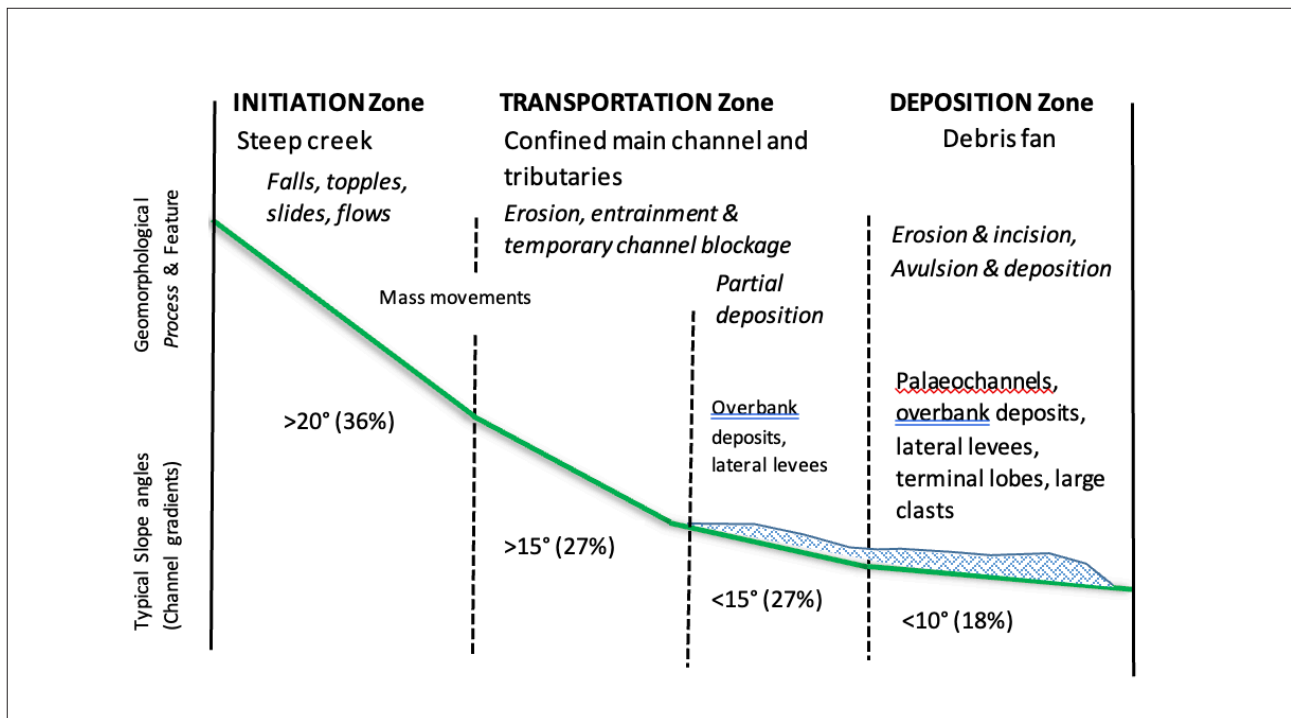 INITIATION Zone
Steep creek
Falls, topples,
slides, flows
TRANSPORTATION Zone
Confined main channel and
tributaries
Erosion, entrainment &
temporary channel blockage
DEPOSITION Zone
Debris fan
Erosion & incision,
Avulsion & deposition
Mass movements
Partial
deposition
Geomorphological
Process & Feature
Overbank
deposits,
lateral levees
Palaeochannels,
overbank deposits,
lateral levees,
terminal lobes, large
clasts
Typical Slope angles
(Channel gradients)
>20° (36%)
>15° (27%)
<15° (27%)
<10° (18%)